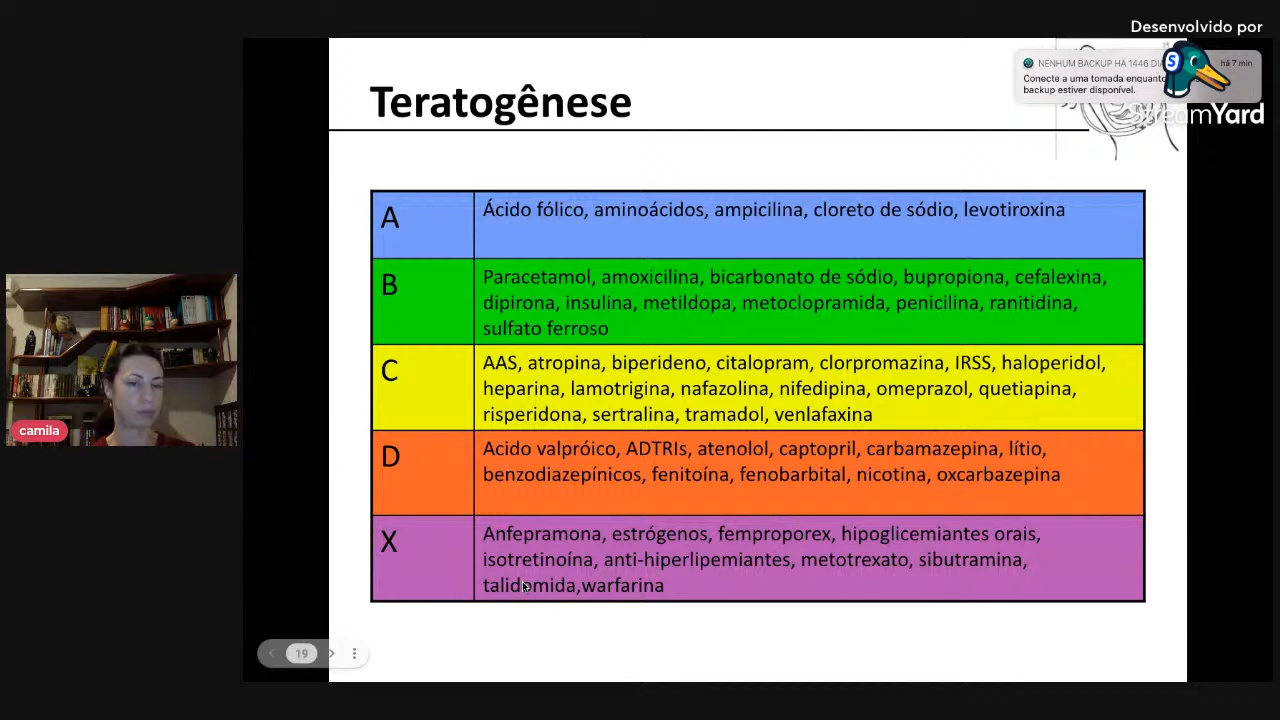 Desenvolvido por
NENHUM BACKUP HÁ 1446 DIA
há 7 min
Conecte a uma tomada enquanto
backup estiver disponível.
StreamYard
Teratogênese
A
Ácido fólico, aminoácidos, ampicilina, cloreto de sódio, levotiroxina
B
Paracetamol, amoxicilina, bicarbonato de sódio, bupropiona, cefalexina,
dipirona, insulina, metildopa, metoclopramida, penicilina, ranitidina,
sulfato ferroso
C
AAS, atropina, biperideno, citalopram, clorpromazina, IRSS, haloperidol,
heparina, lamotrigina, nafazolina, nifedipina, omeprazol, quetiapina,
risperidona, sertralina, tramadol, venlafaxina
D
Acido valpróico, ADTRIs, atenolol, captopril, carbamazepina, lítio,
benzodiazepínicos, fenitoína, fenobarbital, nicotina, oxcarbazepina
X
Anfepramona, estrógenos, femproporex, hipoglicemiantes orais,
isotretinoína, anti-hiperlipemiantes, metotrexato, sibutramina,
talidomida,warfarina
camila
19